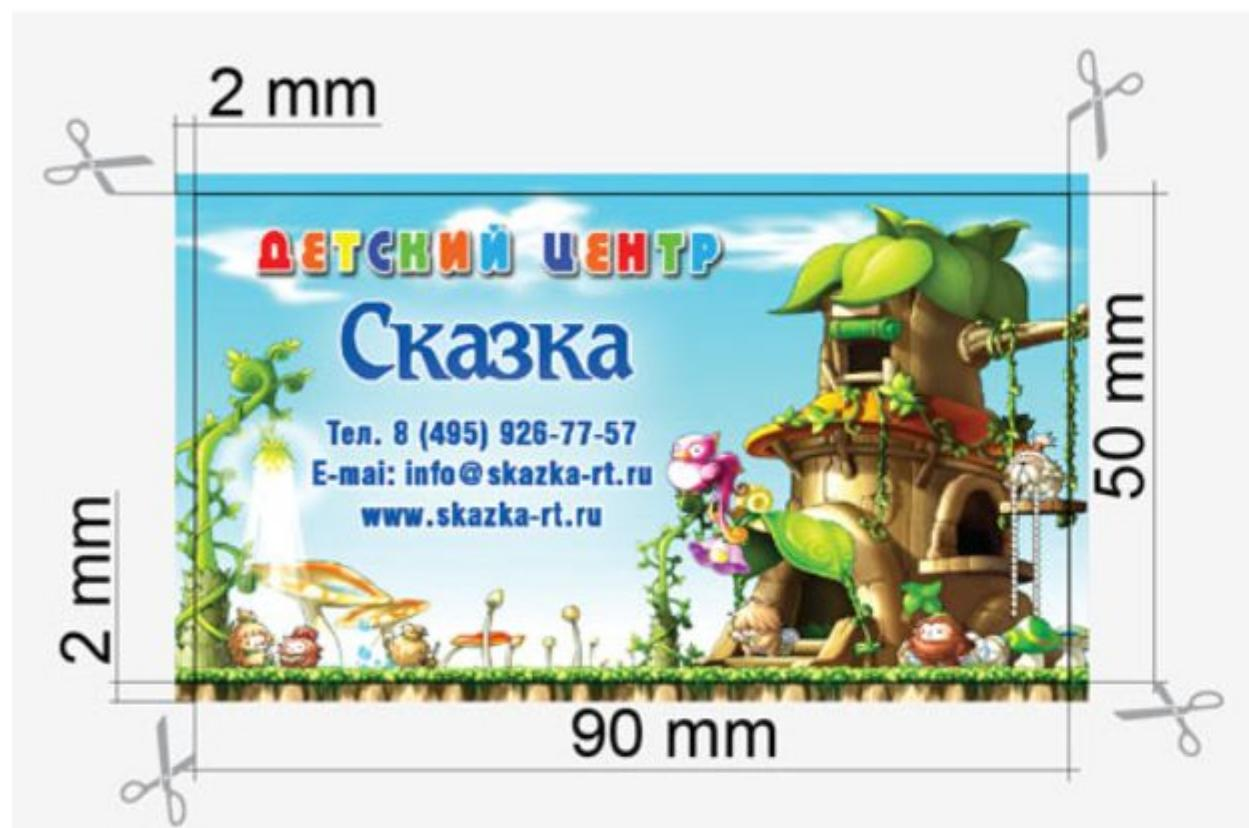 2 mm
ДЕТСКИЙ ЦЕНТР
Сказка
Тел. 8 (495) 926-77-57
E-mai: info@skazka-rt.ru
www.skazka-rt.ru
50 mm
2 mm
90 mm